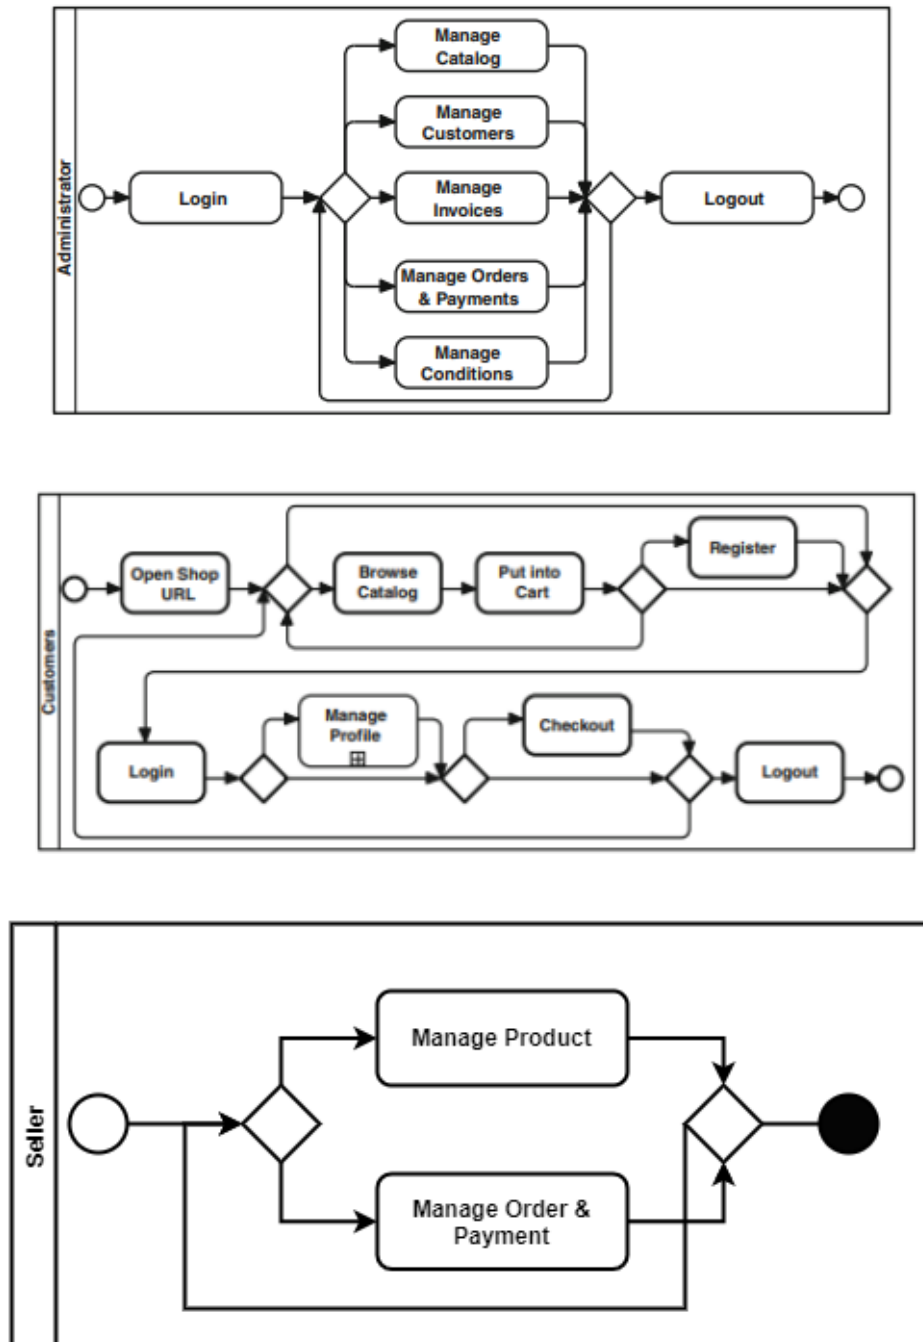 Administrator
Login
Manage
Catalog
Manage
Customers
Manage
Invoices
Manage Orders
& Payments
Manage
Conditions
Logout
Customers
Open Shop
URL
Browse
Catalog
Put into
Cart
Register
Login
Manage
Profile
Checkout
Logout
Seller
Manage Product
Manage Order &
Payment